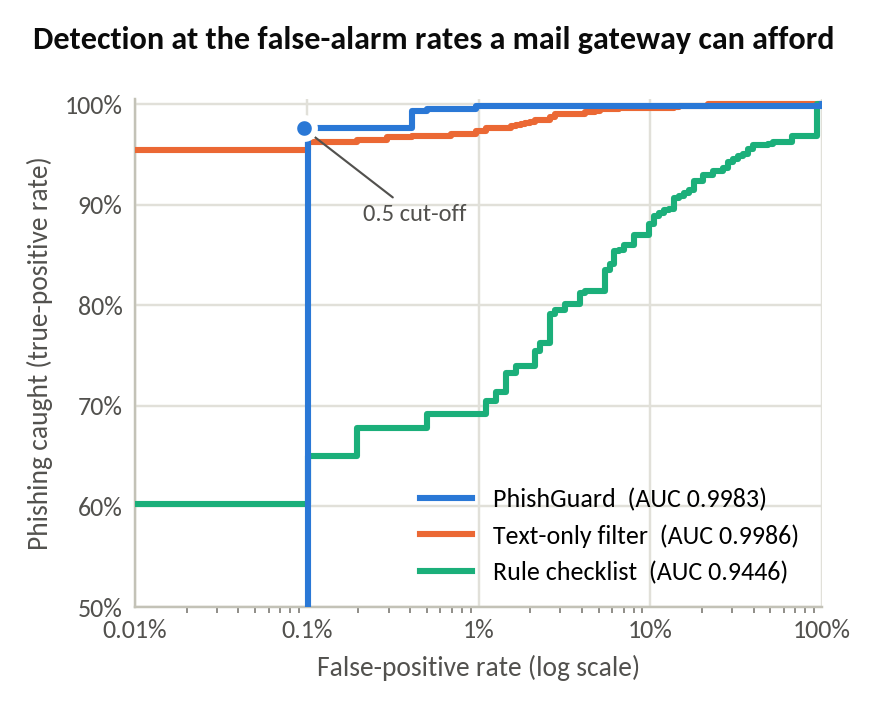 Detection at the false-alarm rates a mail gateway can afford
Phishing caught (true-positive rate)
100%
90%
80%
70%
60%
50%
0.5 cut-off
PhishGuard (AUC 0.9983)
Text-only filter (AUC 0.9986)
Rule checklist (AUC 0.9446)
0.01%
0.1%
1%
10%
100%
False-positive rate (log scale)